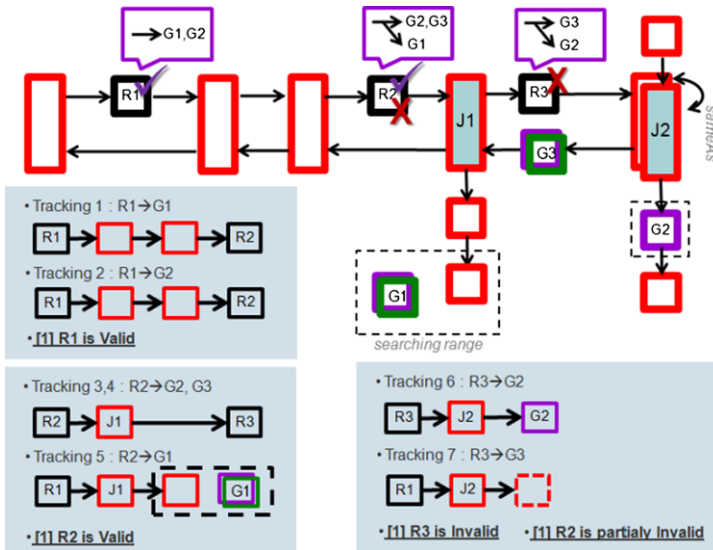 G1,G2
G2,G3
G1
G3
G2
R1
R2
R3
J1
J2
sameAs
G3
G2
G1
searching range
• Tracking 1 : R1→G1
R1
R2
• Tracking 2 : R1→G2
R1
R2
• [1] R1 is Valid
• Tracking 3,4 : R2→G2, G3
R2
J1
R3
• Tracking 5 : R2→G1
R1
J1
G1
• [1] R2 is Valid
• Tracking 6 : R3→G2
R3
J2
G2
• Tracking 7 : R3→G3
R1
J2
• [1] R3 is Invalid
• [1] R2 is partialy Invalid